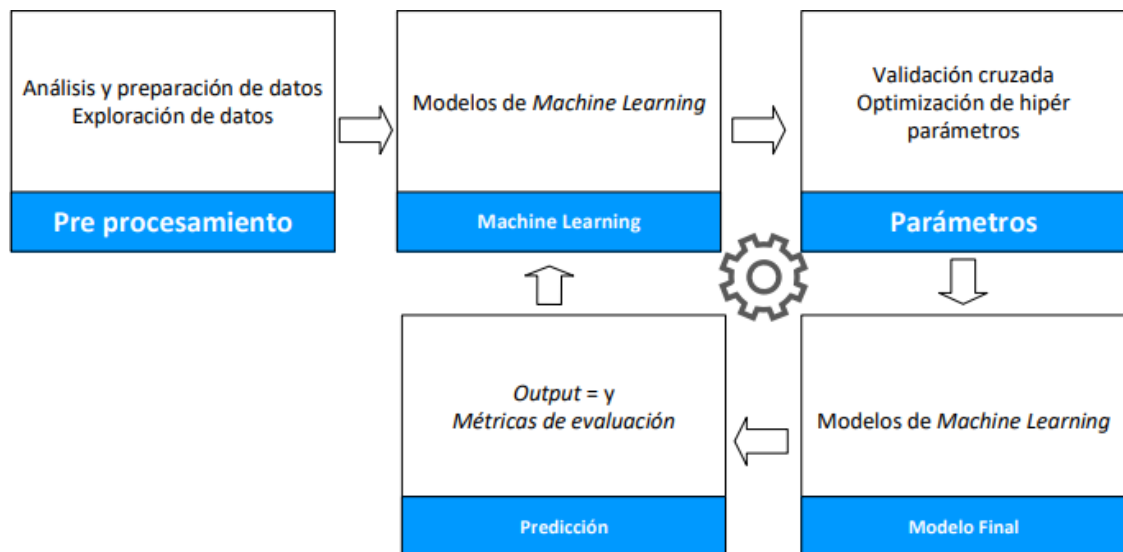 Análisis y preparación de datos
Exploración de datos
Pre procesamiento
Modelos de Machine Learning
Machine Learning
Validación cruzada
Optimización de hipér
parámetros
Parámetros
Output = y
Métricas de evaluación
Predicción
Modelos de Machine Learning
Modelo Final